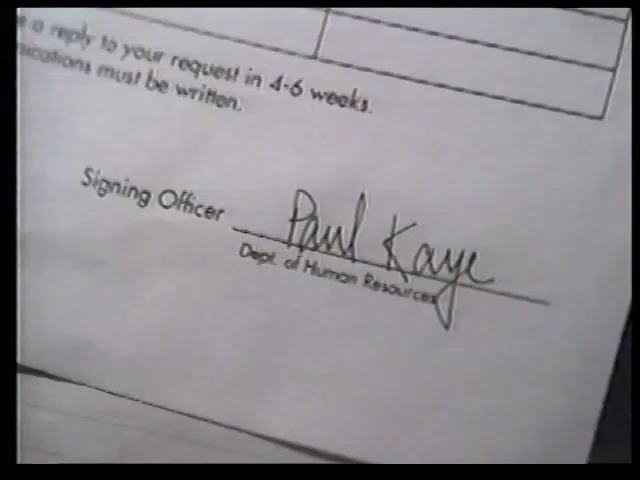 a reply to your request in 4-6 weeks.
must be written.
Signing Officer Paul Kaye
Dept. of Human Resources